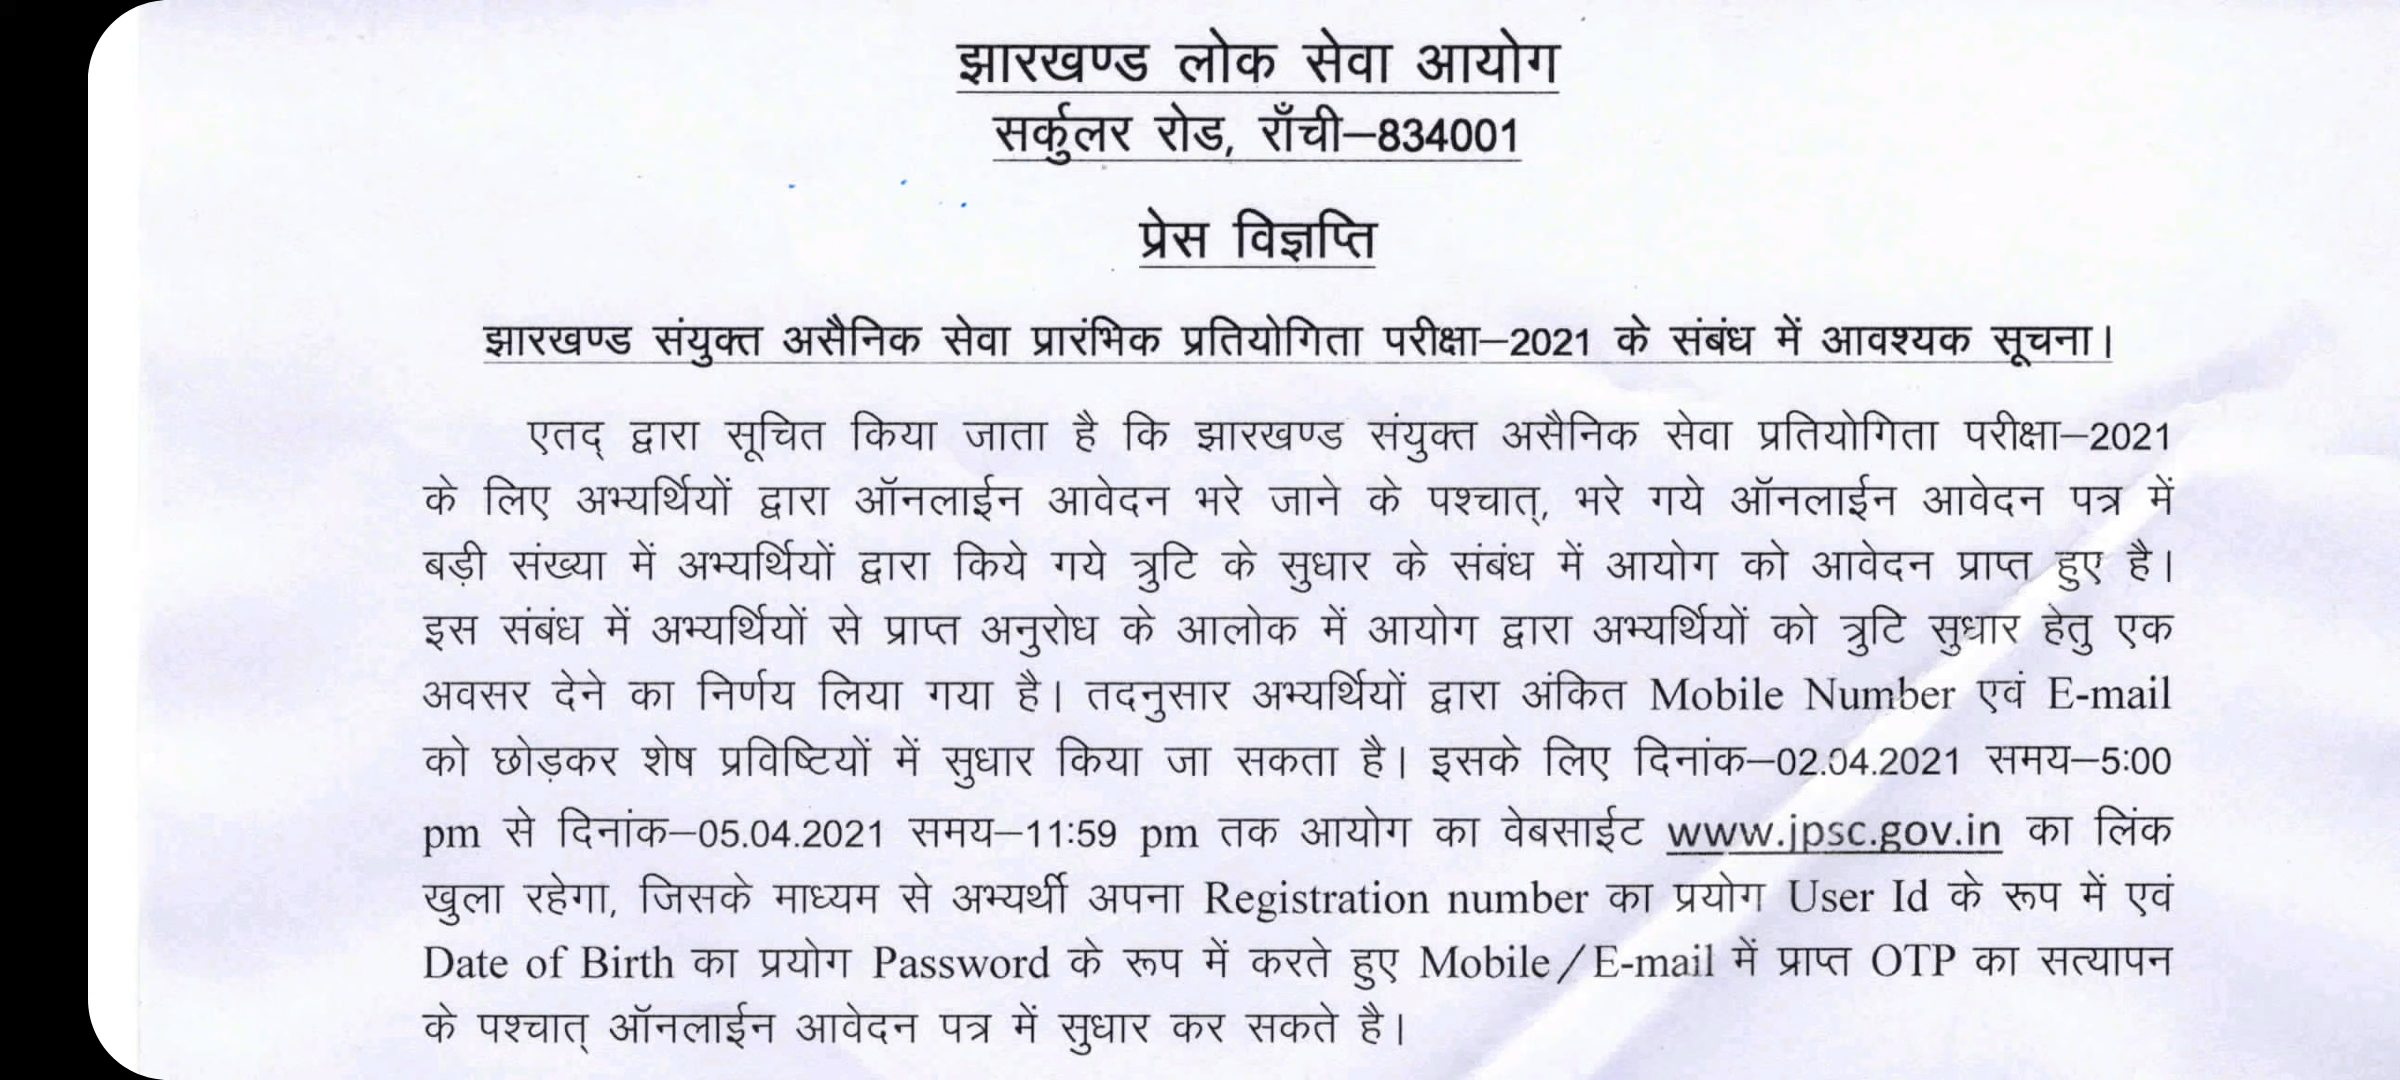 झारखण्ड लोक सेवा आयोग
सर्कुलर रोड, राँची–834001
प्रेस विज्ञप्ति
झारखण्ड संयुक्त असैनिक सेवा प्रारंभिक प्रतियोगिता परीक्षा–2021 के संबंध में आवश्यक सूचना।
एतद् द्वारा सूचित किया जाता है कि झारखण्ड संयुक्त असैनिक सेवा प्रतियोगिता परीक्षा–2021
के लिए अभ्यर्थियों द्वारा ऑनलाईन आवेदन भरे जाने के पश्चात्, भरे गये ऑनलाईन आवेदन पत्र में
बड़ी संख्या में अभ्यर्थियों द्वारा किये गये त्रुटि के सुधार के संबंध में आयोग को आवेदन प्राप्त हुए है।
इस संबंध में अभ्यर्थियों से प्राप्त अनुरोध के आलोक में आयोग द्वारा अभ्यर्थियों को त्रुटि सुधार हेतु एक
अवसर देने का निर्णय लिया गया है। तदनुसार अभ्यर्थियों द्वारा अंकित Mobile Number एवं E-mail
को छोड़कर शेष प्रविष्टियों में सुधार किया जा सकता है। इसके लिए दिनांक–02.04.2021 समय–5:00
pm से दिनांक–05.04.2021 समय–11:59 pm तक आयोग का वेबसाईट www.jpsc.gov.in का लिंक
खुला रहेगा, जिसके माध्यम से अभ्यर्थी अपना Registration number का प्रयोग User Id के रूप में एवं
Date of Birth का प्रयोग Password के रूप में करते हुए Mobile/E-mail में प्राप्त OTP का सत्यापन
के पश्चात् ऑनलाईन आवेदन पत्र में सुधार कर सकते है।